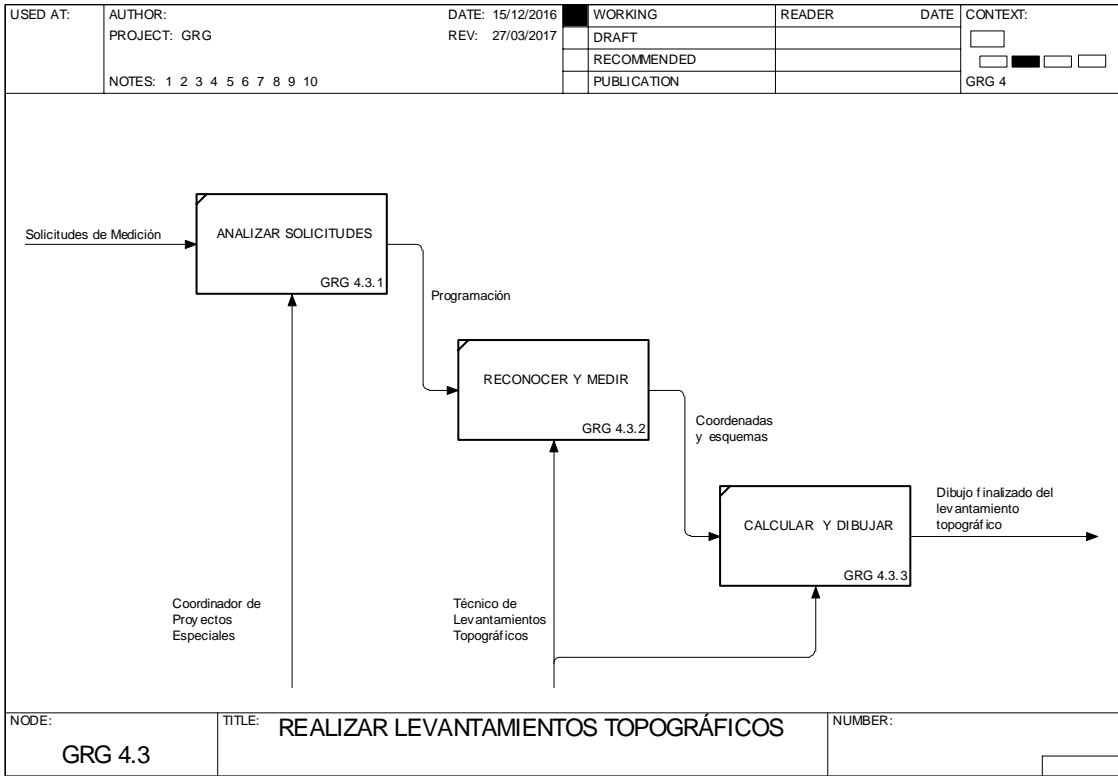 USED AT:
AUTHOR:
DATE: 15/12/2016
PROJECT: GRG
REV: 27/03/2017
NOTES: 1 2 3 4 5 6 7 8 9 10
WORKING
DRAFT
RECOMMENDED
PUBLICATION
READER
DATE
CONTEXT:
GRG 4
Solicitudes de Medición
ANALIZAR SOLICITUDES
GRG 4.3.1
Programación
RECONOCER Y MEDIR
GRG 4.3.2
Coordenadas
y esquemas
CALCULAR Y DIBUJAR
GRG 4.3.3
Dibujo finalizado del
levantamiento
topográfico
Coordinador de
Proyectos
Especiales
Técnico de
Levantamientos
Topográficos
NODE:
GRG 4.3
TITLE:
REALIZAR LEVANTAMIENTOS TOPOGRÁFICOS
NUMBER: